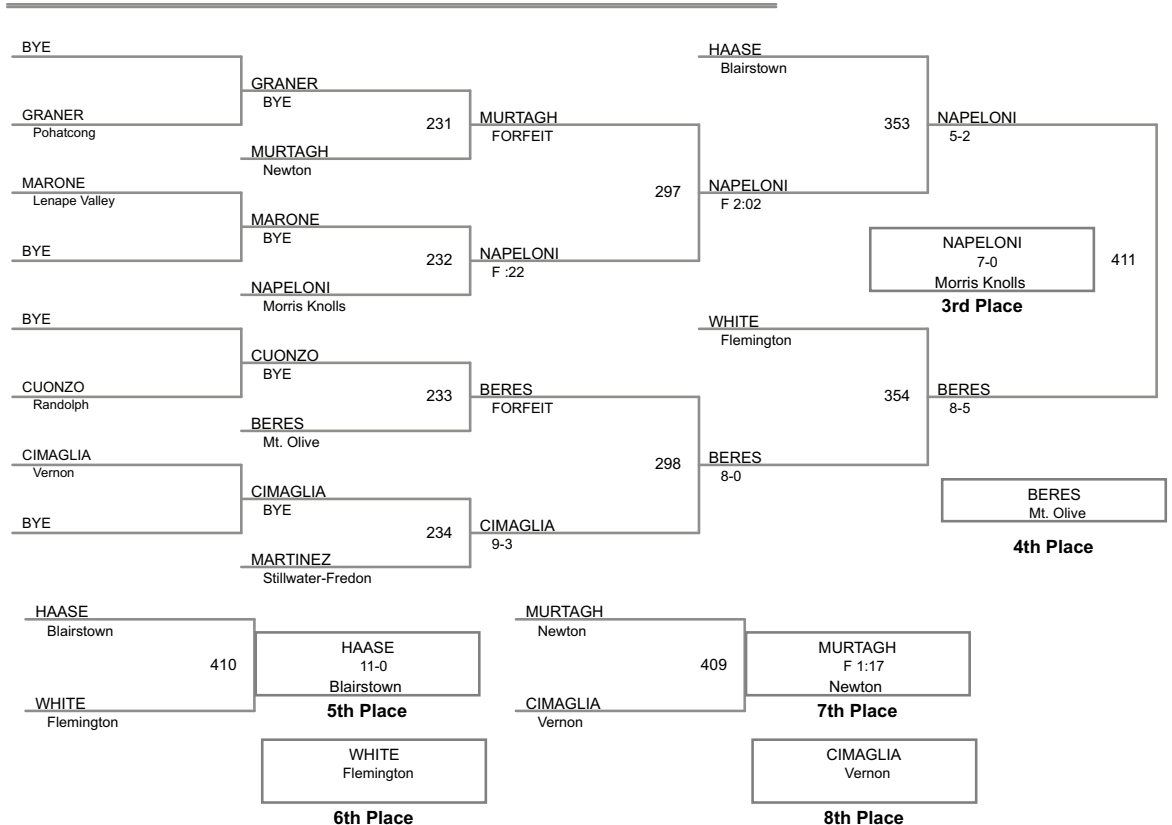 BYE
GRANER
Pohatcong
MARONE
Lenape Valley
BYE
BYE
CUONZO
Randolph
CIMAGLIA
Vernon
BYE
GRANER
BYE
231
MURTAGH
Newton
MARONE
BYE
232
NAPELONI
Morris Knolls
CUONZO
BYE
233
BERES
Mt. Olive
CIMAGLIA
BYE
234
MARTINEZ
Stillwater-Fredon
MURTAGH
FORFEIT
297
NAPELONI
F :22
BERES
FORFEIT
298
CIMAGLIA
9-3
HAASE
Blairstown
353
NAPELONI
F 2:02
WHITE
Flemington
354
BERES
8-0
NAPELONI
5-2
411
BERES
8-5
NAPELONI
7-0
Morris Knolls
3rd Place
BERES
Mt. Olive
4th Place
HAASE
Blairstown
410
WHITE
Flemington
HAASE
11-0
Blairstown
5th Place
WHITE
Flemington
6th Place
MURTAGH
Newton
409
CIMAGLIA
Vernon
MURTAGH
F 1:17
Newton
7th Place
CIMAGLIA
Vernon
8th Place